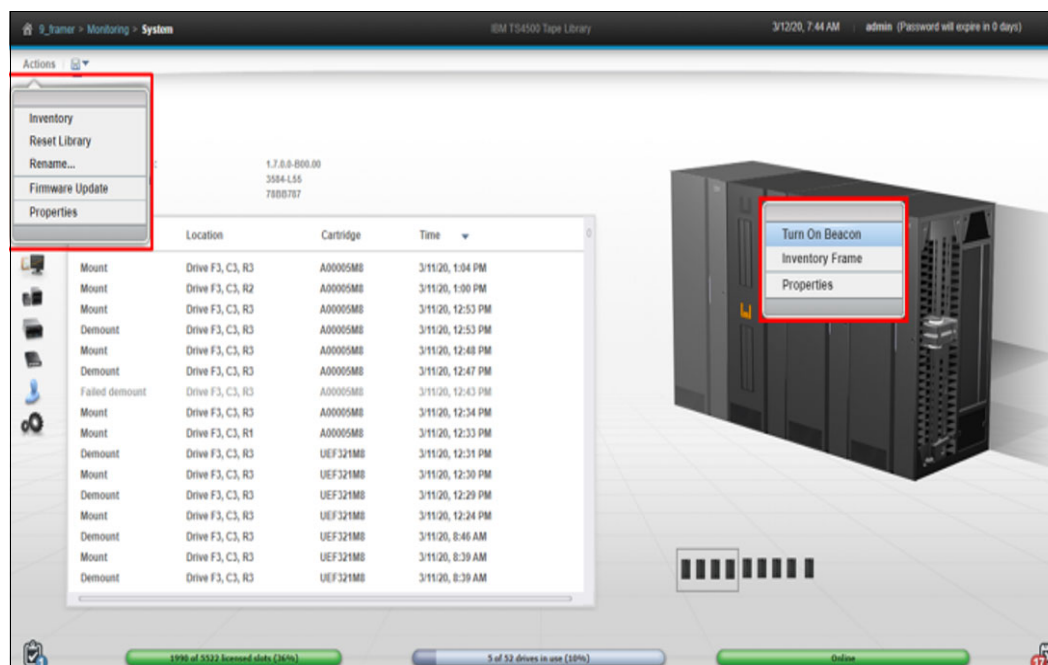 9_framer > Monitoring > System
IBM TS4500 Tape Library
3/12/20, 7:44 AM
admin (Password will expire in 0 days)
Actions
Inventory
Reset Library
Rename...
Firmware Update
Properties
1.7.0.0-B00.00
3584-L55
78BB787
Turn On Beacon
Inventory Frame
Properties
Location Cartridge Time
Mount Drive F3, C3, R3 A00005M8 3/11/20, 1:04 PM
Mount Drive F3, C3, R2 A00005M8 3/11/20, 1:00 PM
Mount Drive F3, C3, R3 A00005M8 3/11/20, 12:53 PM
Demount Drive F3, C3, R3 A00005M8 3/11/20, 12:53 PM
Mount Drive F3, C3, R3 A00005M8 3/11/20, 12:48 PM
Demount Drive F3, C3, R3 A00005M8 3/11/20, 12:47 PM
Failed demount Drive F3, C3, R3 A00005M8 3/11/20, 12:43 PM
Mount Drive F3, C3, R3 A00005M8 3/11/20, 12:34 PM
Mount Drive F3, C3, R1 A00005M8 3/11/20, 12:33 PM
Demount Drive F3, C3, R3 UEF321M8 3/11/20, 12:31 PM
Mount Drive F3, C3, R3 UEF321M8 3/11/20, 12:30 PM
Demount Drive F3, C3, R3 UEF321M8 3/11/20, 12:29 PM
Mount Drive F3, C3, R3 UEF321M8 3/11/20, 12:24 PM
Demount Drive F3, C3, R3 UEF321M8 3/11/20, 8:46 AM
Mount Drive F3, C3, R3 UEF321M8 3/11/20, 8:39 AM
Demount Drive F3, C3, R3 UEF321M8 3/11/20, 8:39 AM
1990 of 5522 licensed slots (36%)
5 of 52 drives in use (10%)
Online